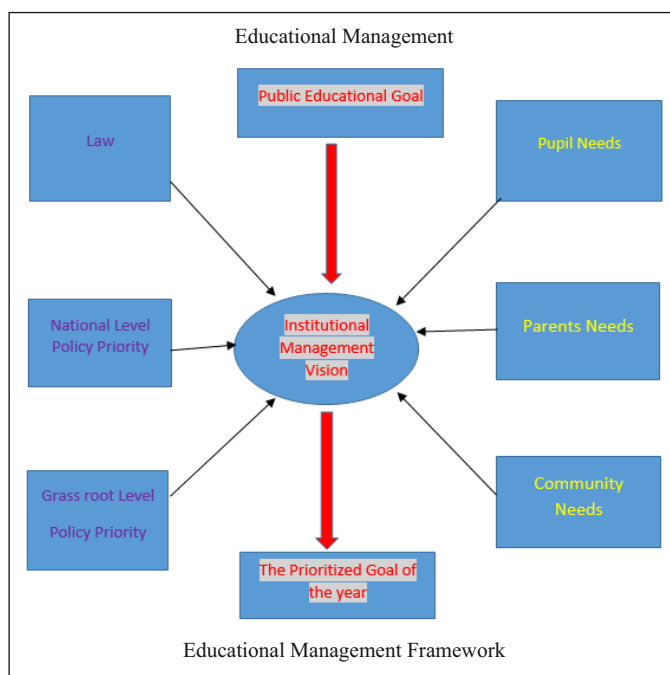 Educational Management
Public Educational Goal
Law
Pupil Needs
National Level
Policy Priority
Institutional
Management
Vision
Parents Needs
Grass root Level
Policy Priority
Community
Needs
The Prioritized Goal of
the year
Educational Management Framework